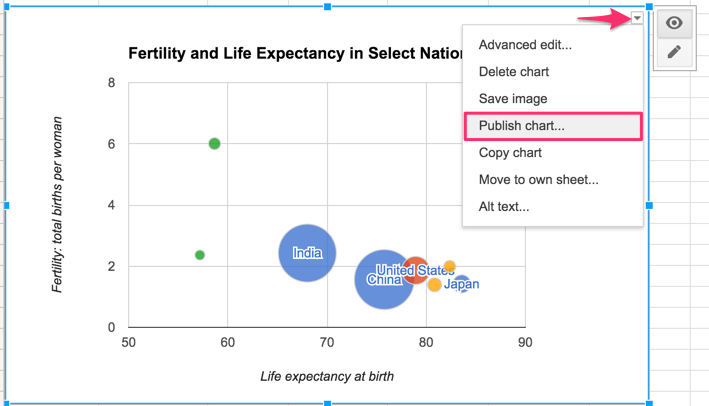 Fertility and Life Expectancy in Select Nation
Advanced edit...
Delete chart
Save image
Publish chart...
Copy chart
Move to own sheet...
Alt text...
Fertility: total births per woman
8
6
4
2
0
India
United States
China
Japan
50
60
70
80
90
Life expectancy at birth